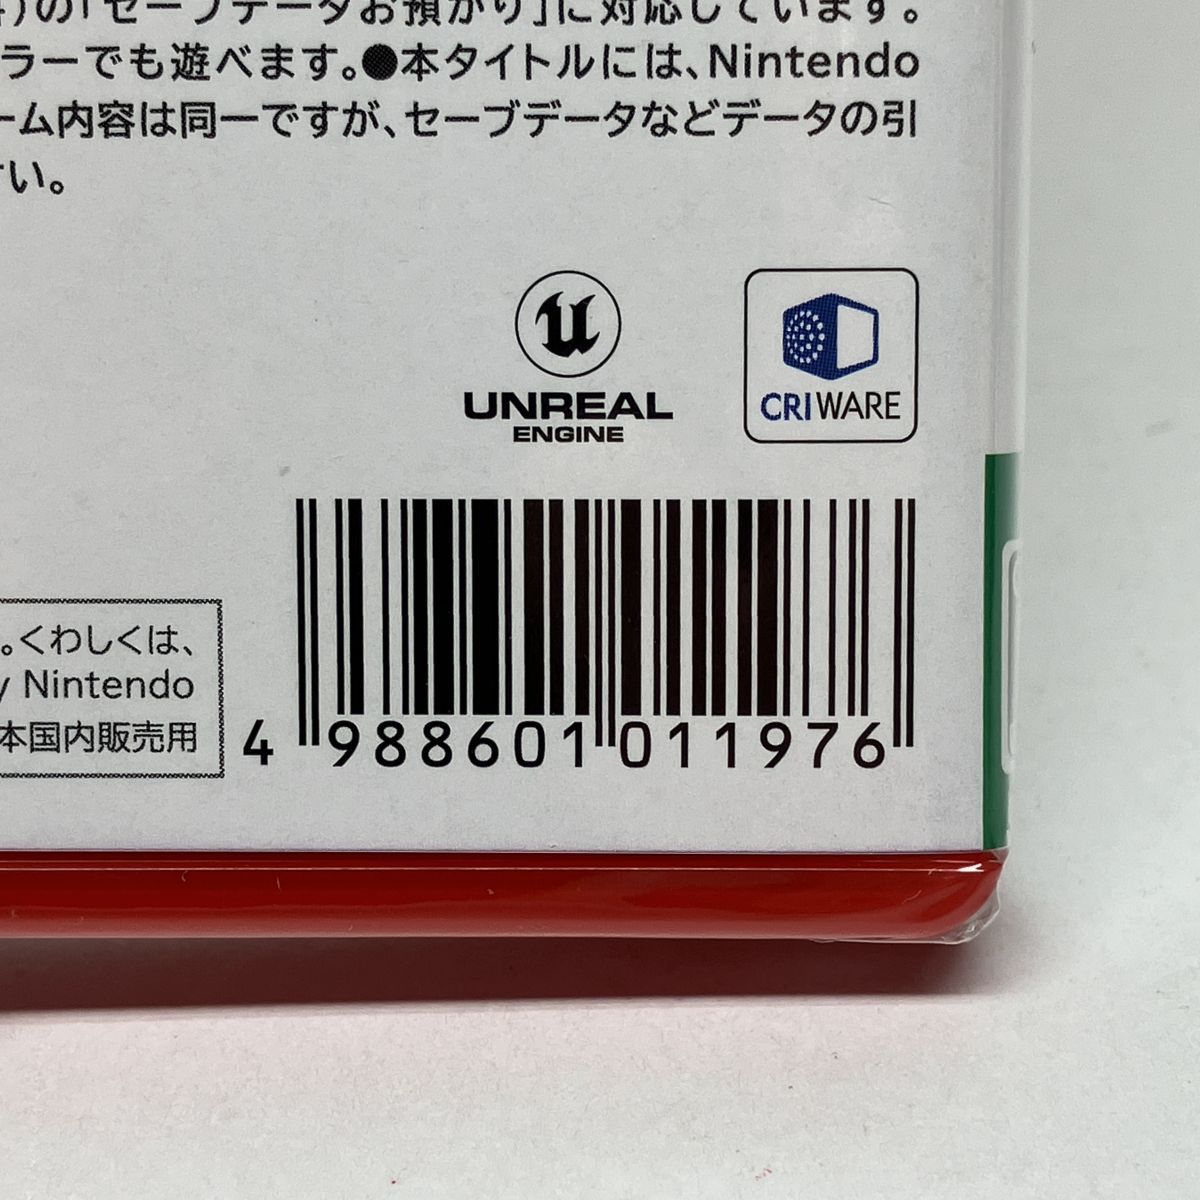 の「セーブデータお預かり」に対応しています。
ラーでも遊べます。●本タイトルには、Nintendo
ーム内容は同一ですが、セーブデータなどデータの引
い。
UNREAL
ENGINE
CRIWARE
。くわしくは、
y Nintendo
本国内販売用
4 988601 011976